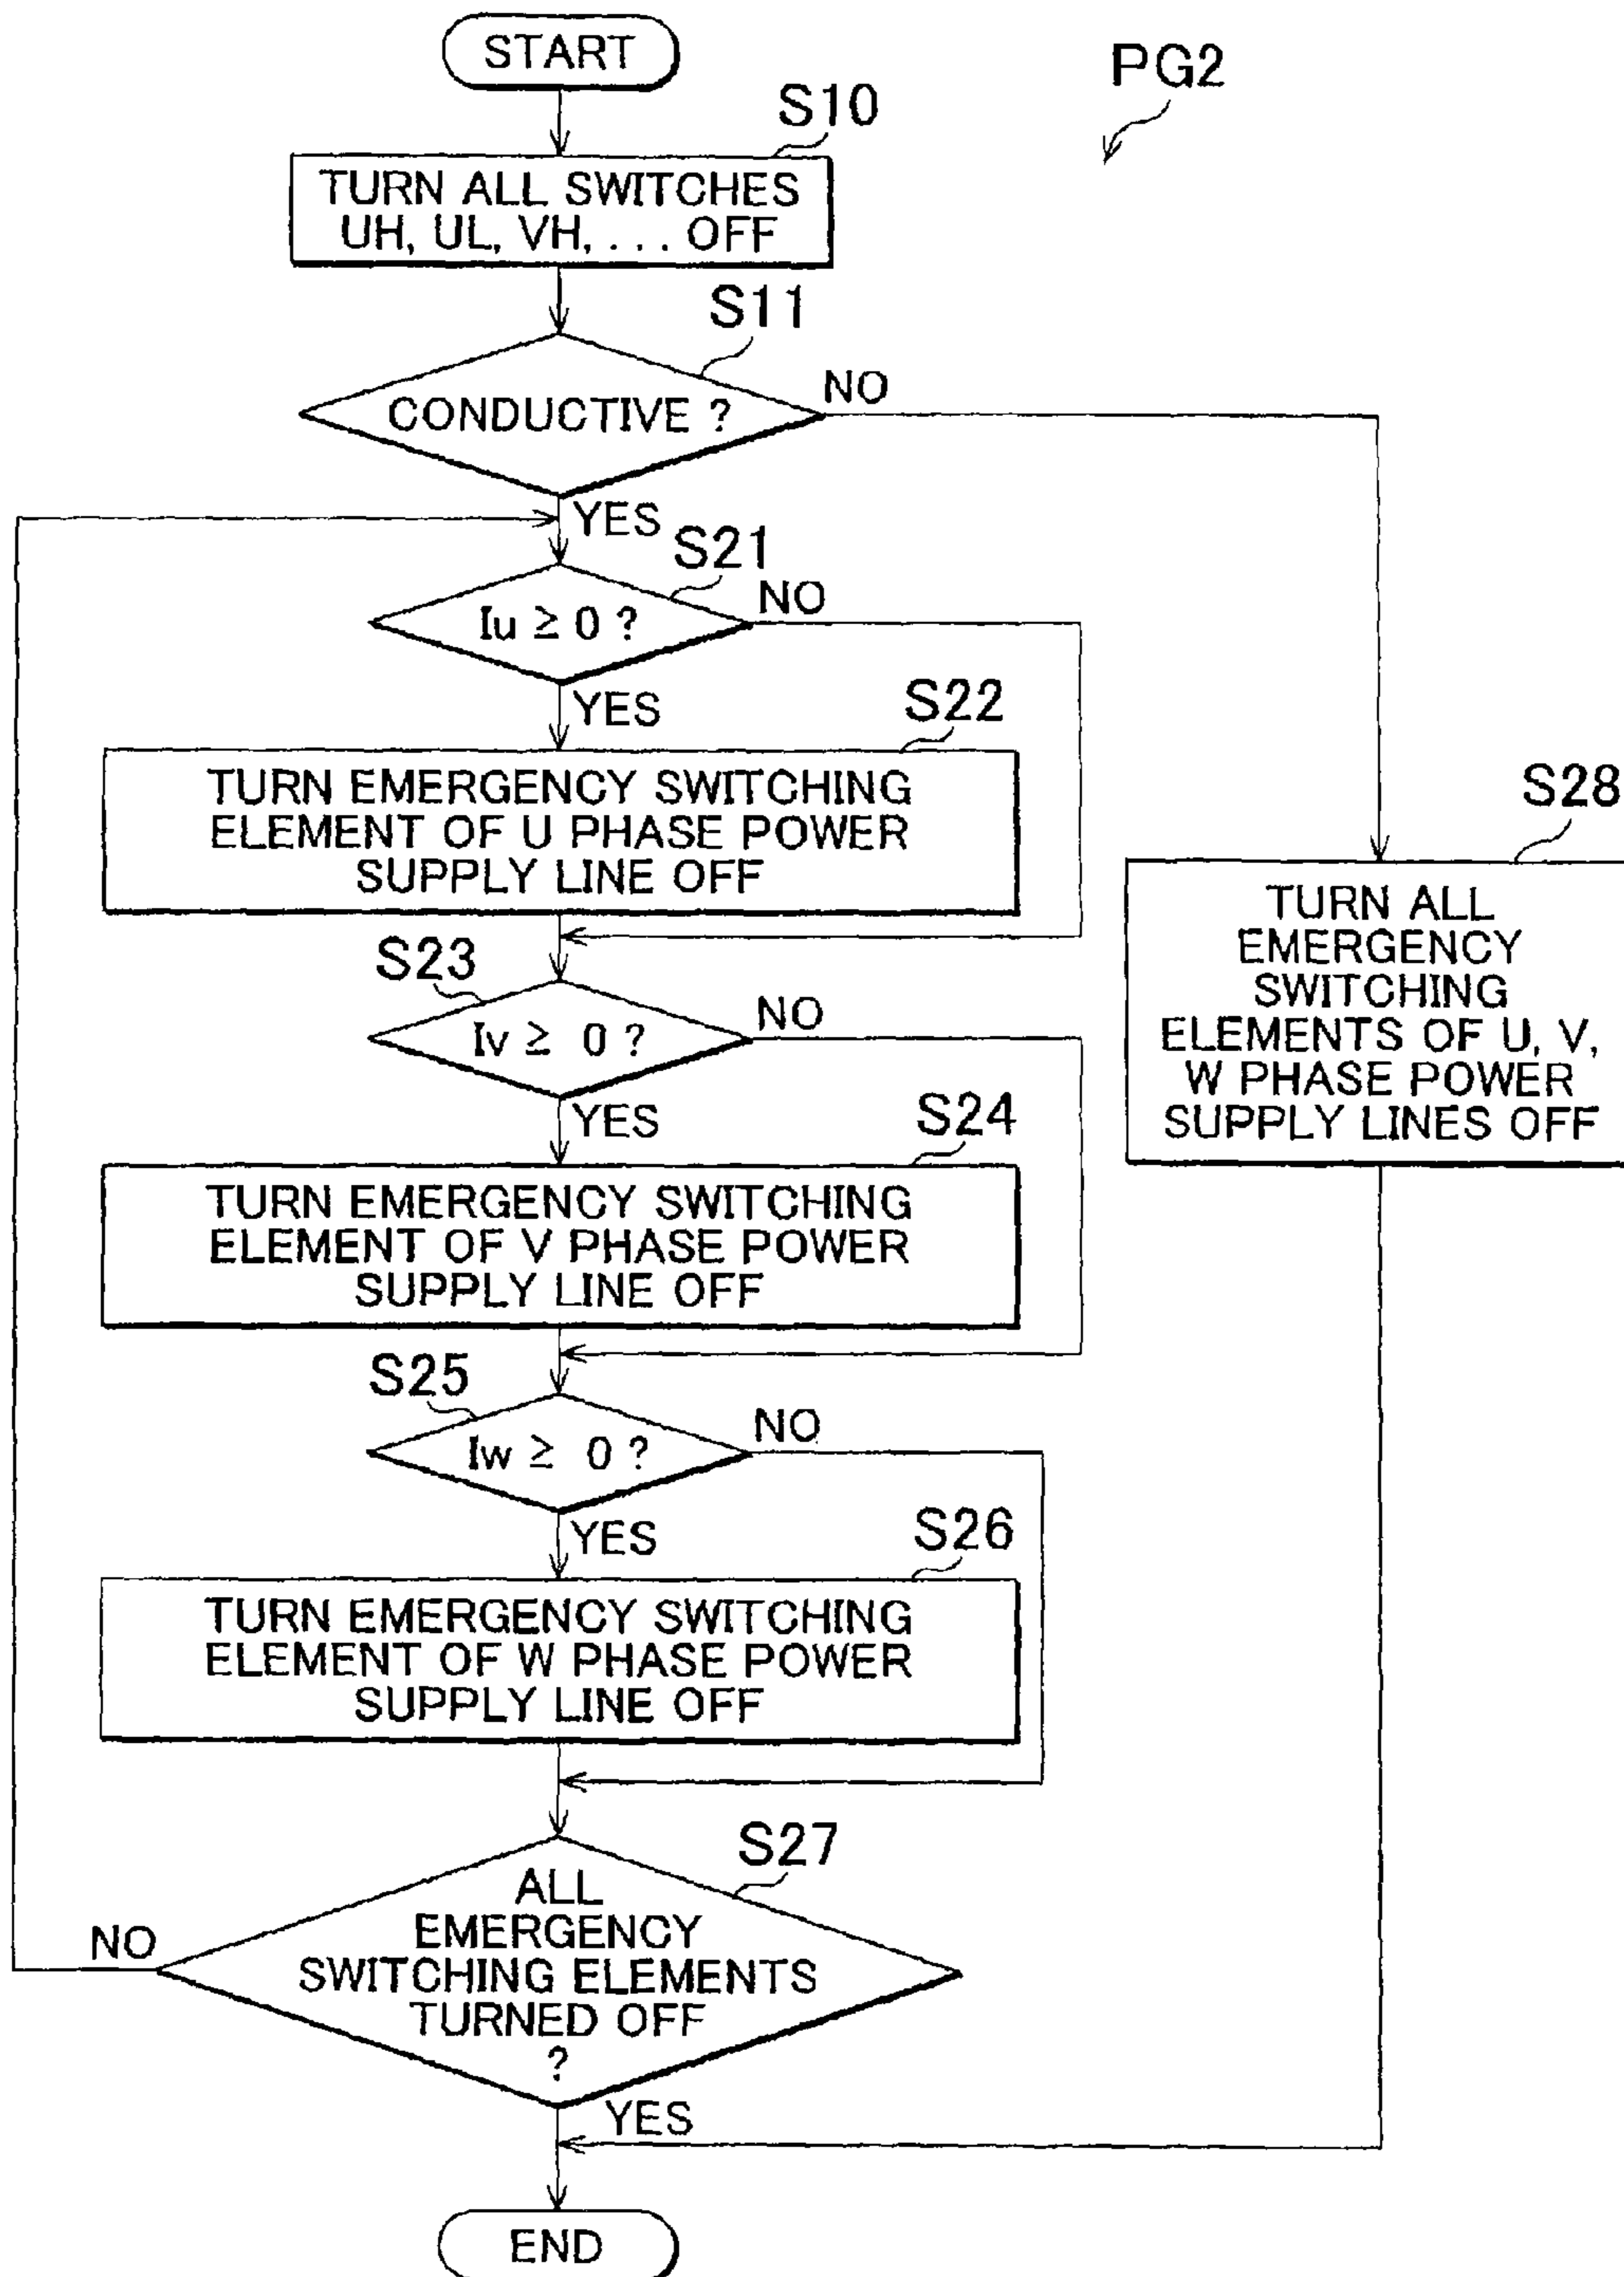 START
PG2
S10
TURN ALL SWITCHES
UH, UL, VH, . . . OFF
S11
CONDUCTIVE ?
NO
YES
S21
Iu ≥ 0 ?
NO
YES
S22
TURN EMERGENCY SWITCHING
ELEMENT OF U PHASE POWER
SUPPLY LINE OFF
S28
TURN ALL
EMERGENCY
SWITCHING
ELEMENTS OF U, V,
W PHASE POWER
SUPPLY LINES OFF
S23
Iv ≥ 0 ?
NO
YES
S24
TURN EMERGENCY SWITCHING
ELEMENT OF V PHASE POWER
SUPPLY LINE OFF
S25
Iw ≥ 0 ?
NO
YES
S26
TURN EMERGENCY SWITCHING
ELEMENT OF W PHASE POWER
SUPPLY LINE OFF
S27
ALL
EMERGENCY
SWITCHING ELEMENTS
TURNED OFF
?
NO
YES
END